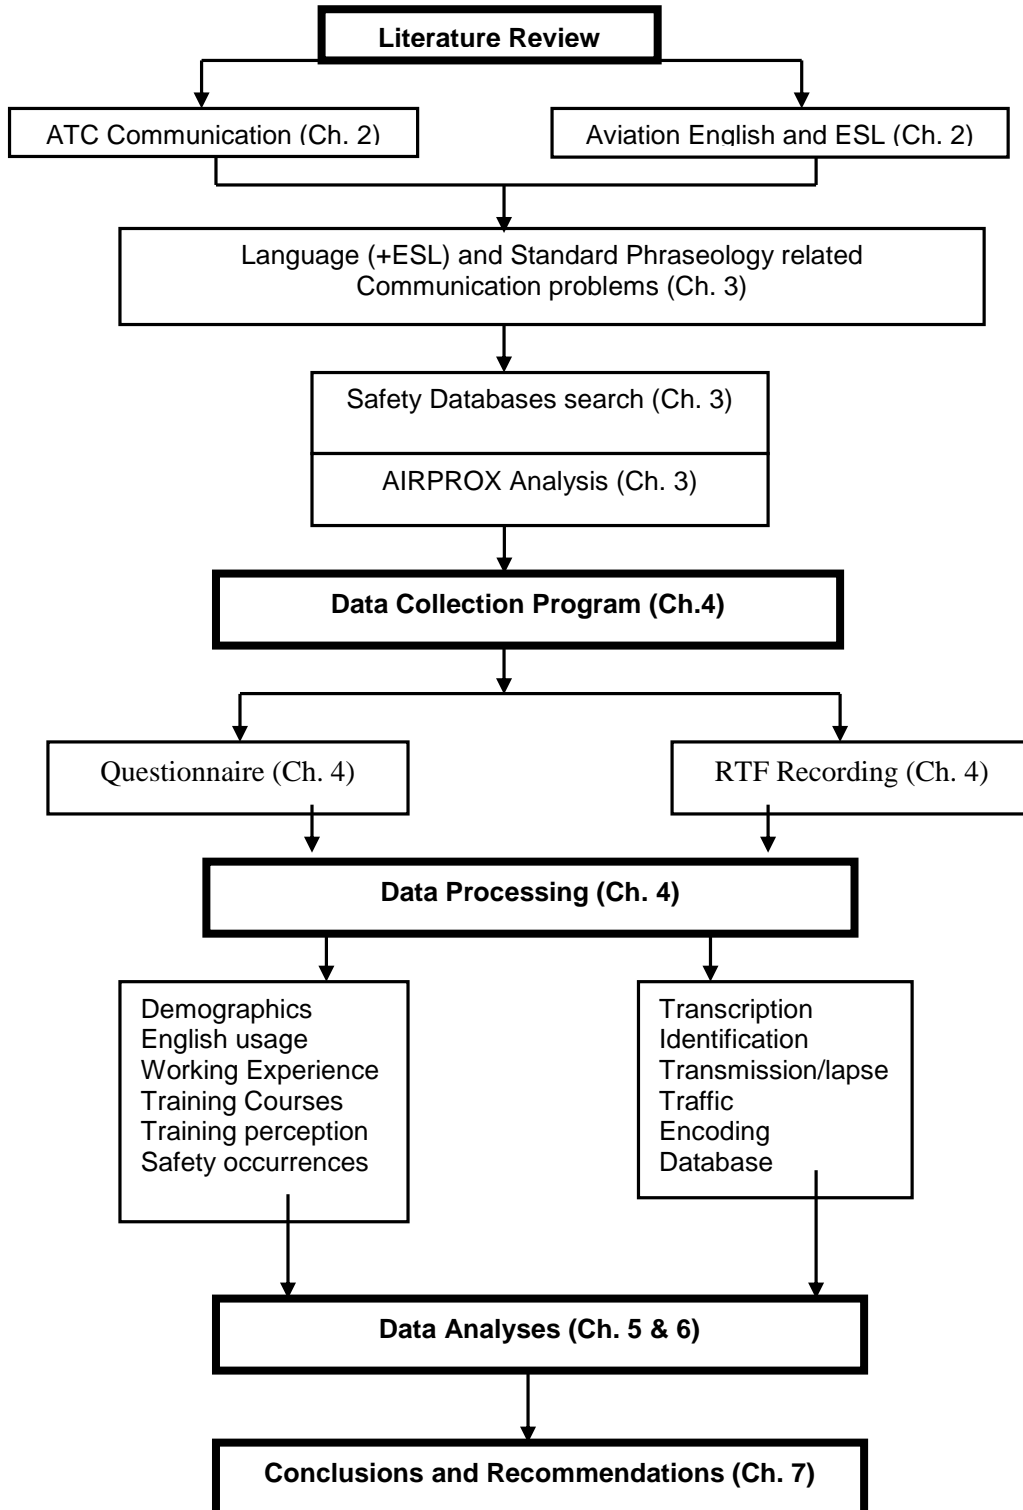 Literature Review
ATC Communication (Ch. 2)
Aviation English and ESL (Ch. 2)
Language (+ESL) and Standard Phraseology related
Communication problems (Ch. 3)
Safety Databases search (Ch. 3)
AIRPROX Analysis (Ch. 3)
Data Collection Program (Ch.4)
Questionnaire (Ch. 4)
RTF Recording (Ch. 4)
Data Processing (Ch. 4)
Demographics
English usage
Working Experience
Training Courses
Training perception
Safety occurrences
Transcription
Identification
Transmission/lapse
Traffic
Encoding
Database
Data Analyses (Ch. 5 & 6)
Conclusions and Recommendations (Ch. 7)